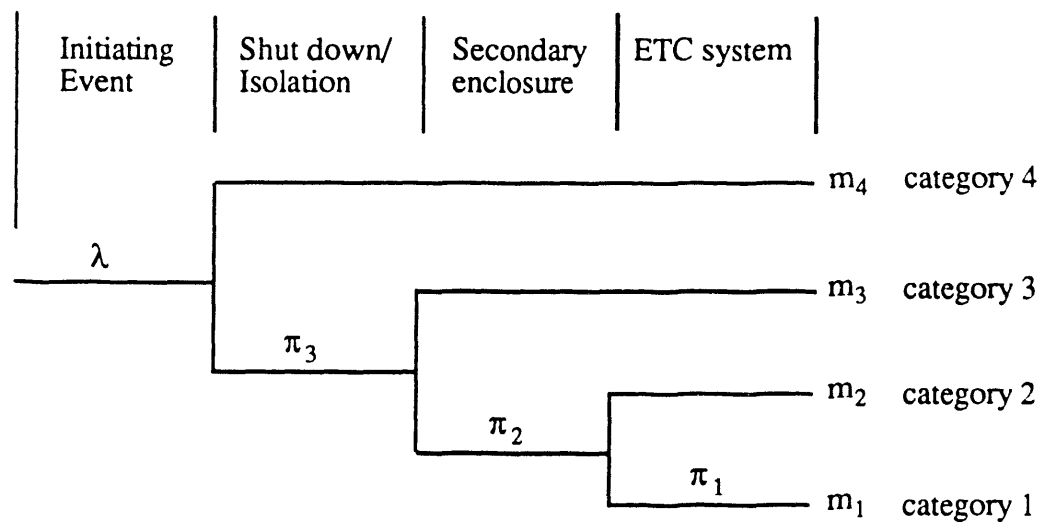 Initiating Event
Shut down/ Isolation
Secondary enclosure
ETC system
m₄ category 4
λ
m₃ category 3
π₃
m₂ category 2
π₂
π₁
m₁ category 1